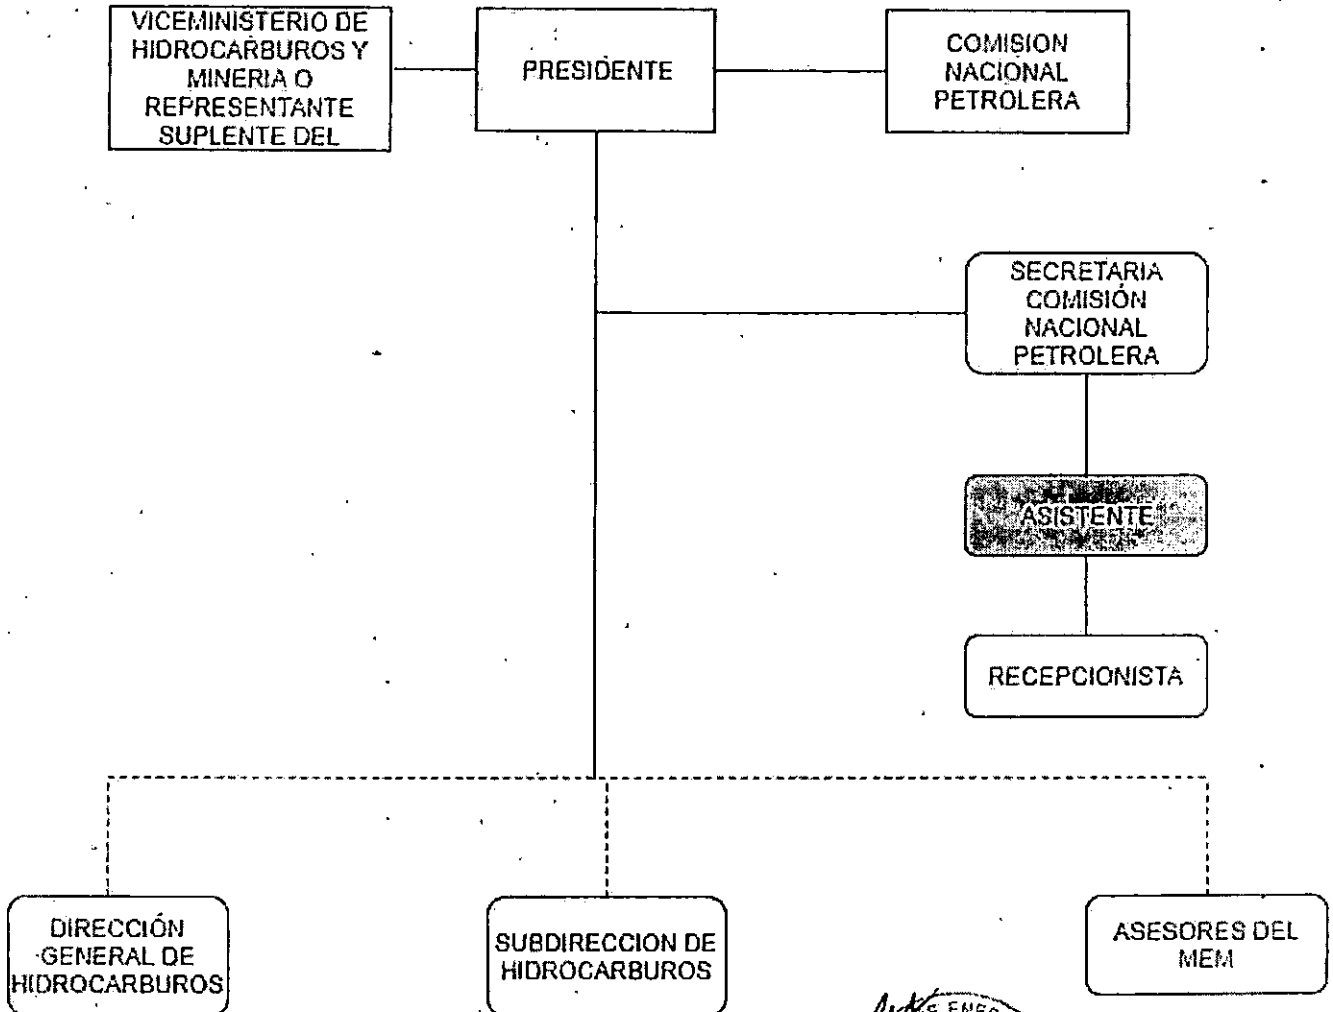 VICEMINISTERIO DE
HIDROCARBUROS Y
MINERIA O
REPRESENTANTE
SUPLENTE DEL
PRESIDENTE
COMISION
NACIONAL
PETROLERA
SECRETARIA
COMISIÓN
NACIONAL
PETROLERA
ASISTENTE
RECEPCIONISTA
DIRECCIÓN
GENERAL DE
HIDROCARBUROS
SUBDIRECCION DE
HIDROCARBUROS
ASESORES DEL
MEM